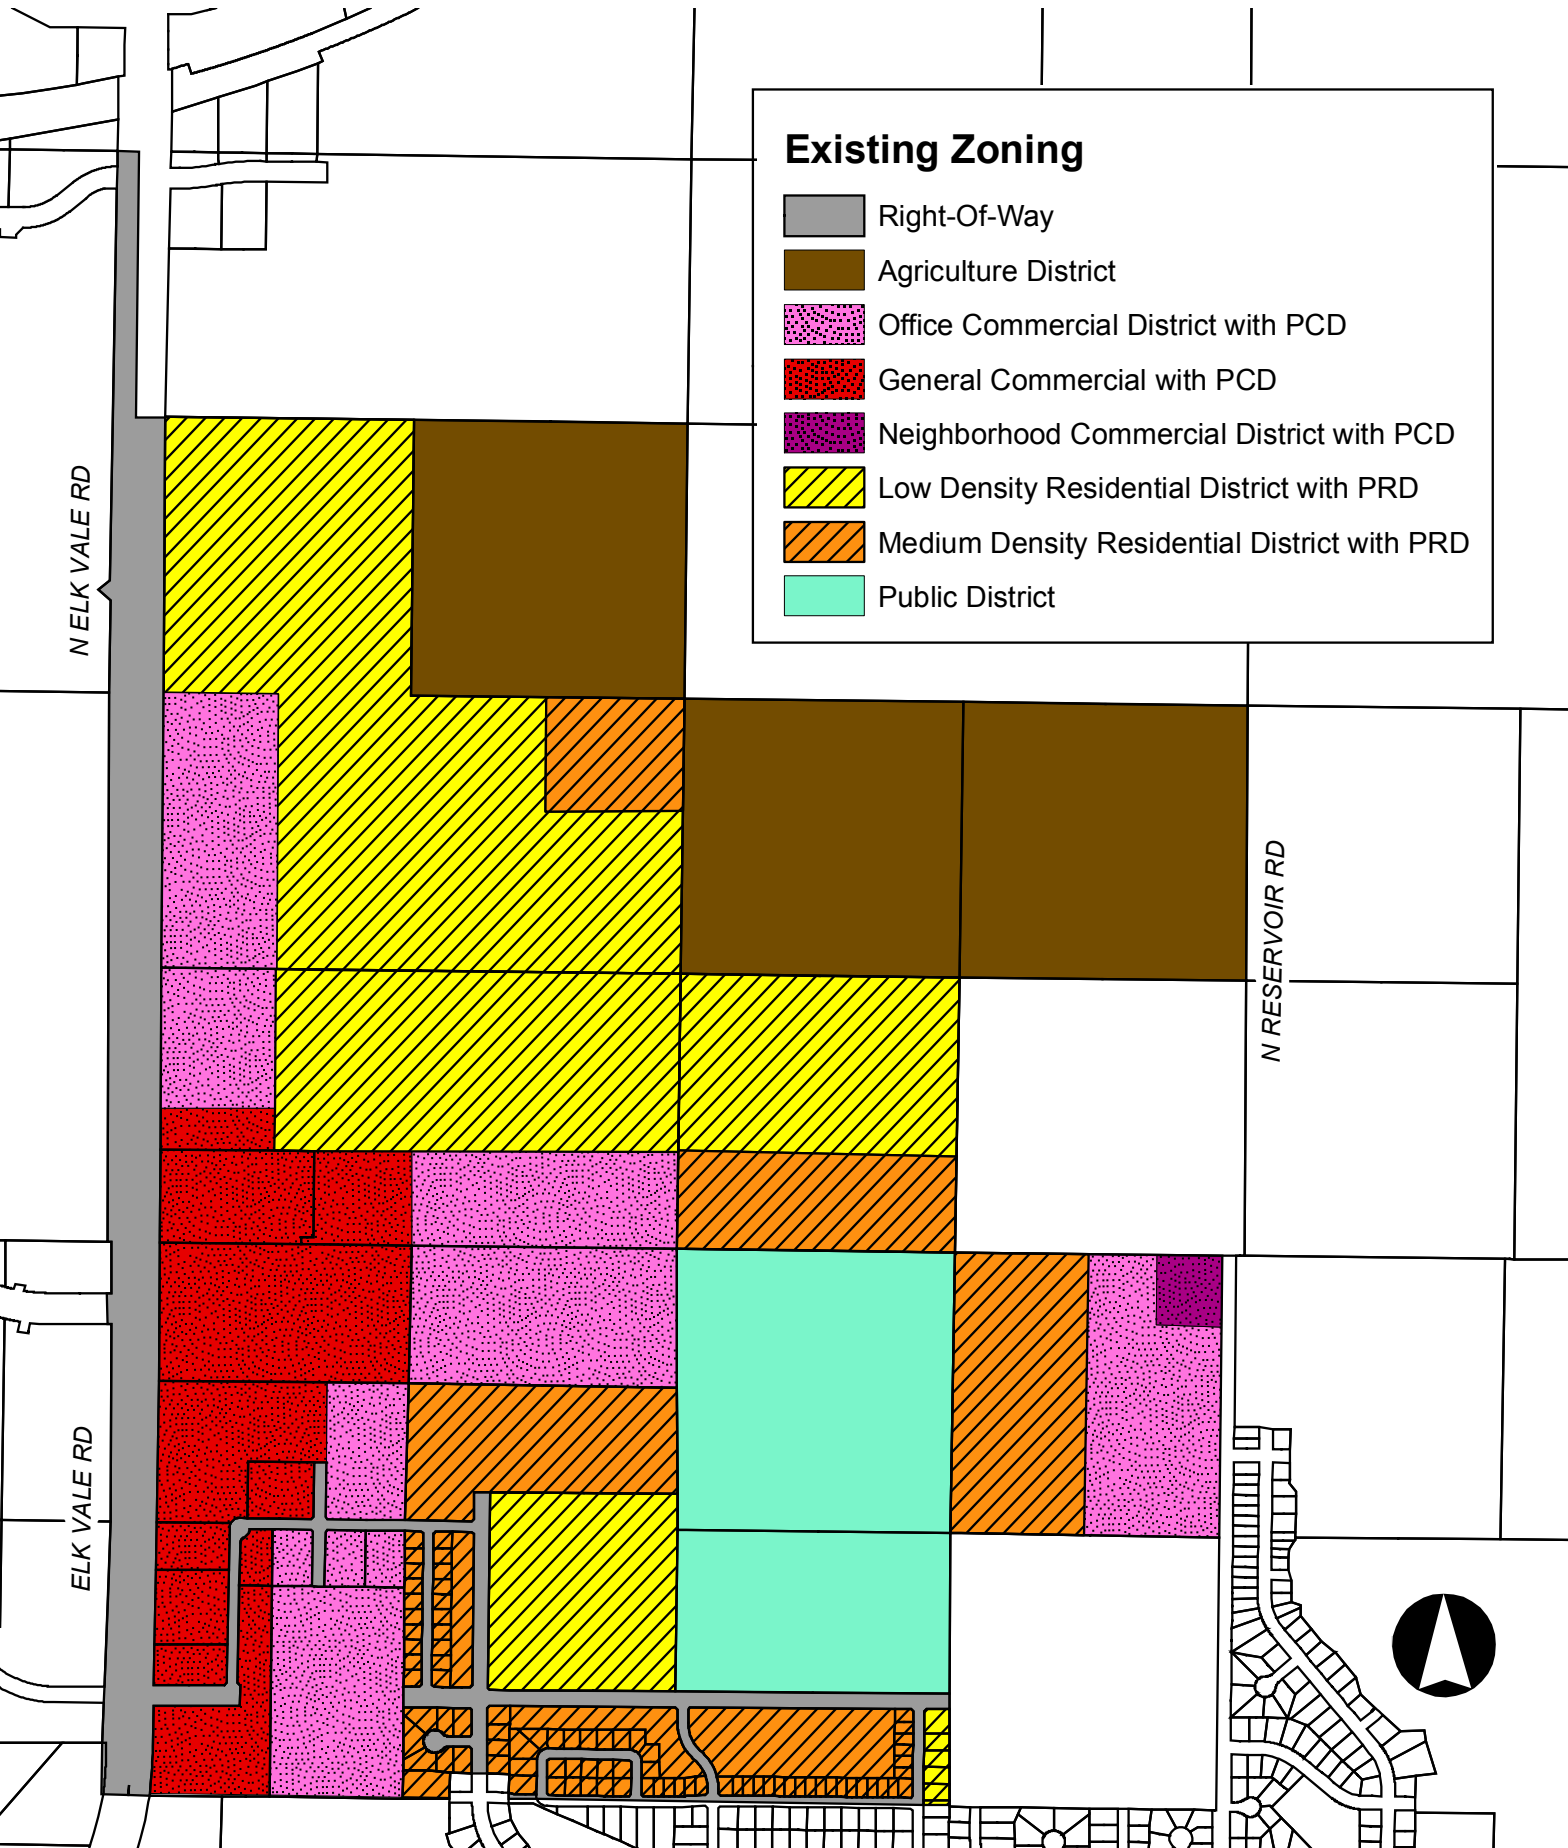 Existing Zoning
Right-Of-Way
Agriculture District
Office Commercial District with PCD
General Commercial with PCD
Neighborhood Commercial District with PCD
Low Density Residential District with PRD
Medium Density Residential District with PRD
Public District
N ELK VALE RD
N RESERVOIR RD
ELK VALE RD